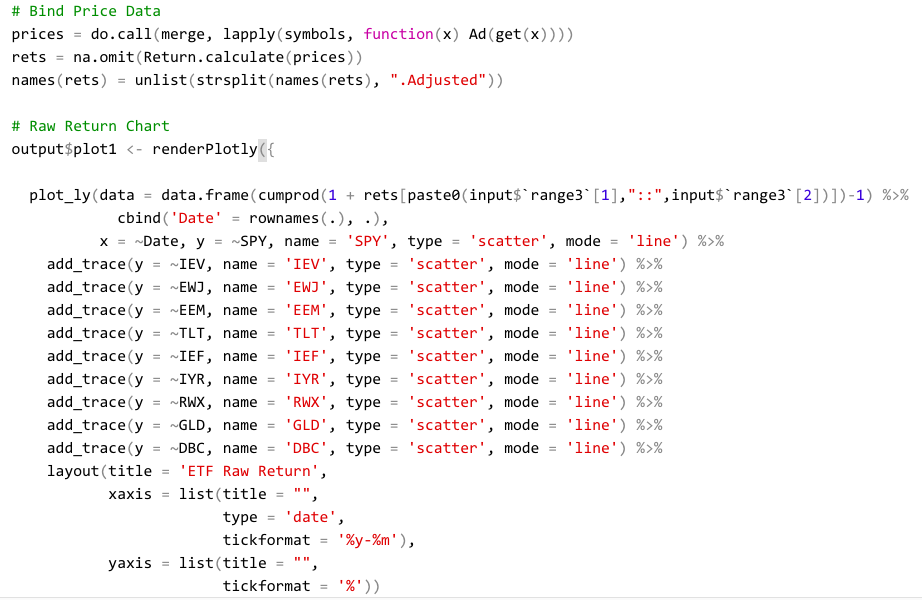 # Bind Price Data
prices = do.call(merge, lapply(symbols, function(x) Ad(get(x))))
rets = na.omit(Return.calculate(prices))
names(rets) = unlist(strsplit(names(rets), ".Adjusted"))

# Raw Return Chart
output$plot1 <- renderPlotly({

  plot_ly(data = data.frame(cumprod(1 + rets[paste0(input$`range3`[1],"::",input$`range3`[2])])-1) %>%
            cbind('Date' = rownames(.), .),
          x = ~Date, y = ~SPY, name = 'SPY', type = 'scatter', mode = 'line') %>%
    add_trace(y = ~IEV, name = 'IEV', type = 'scatter', mode = 'line') %>%
    add_trace(y = ~EWJ, name = 'EWJ', type = 'scatter', mode = 'line') %>%
    add_trace(y = ~EEM, name = 'EEM', type = 'scatter', mode = 'line') %>%
    add_trace(y = ~TLT, name = 'TLT', type = 'scatter', mode = 'line') %>%
    add_trace(y = ~IEF, name = 'IEF', type = 'scatter', mode = 'line') %>%
    add_trace(y = ~IYR, name = 'IYR', type = 'scatter', mode = 'line') %>%
    add_trace(y = ~RWX, name = 'RWX', type = 'scatter', mode = 'line') %>%
    add_trace(y = ~GLD, name = 'GLD', type = 'scatter', mode = 'line') %>%
    add_trace(y = ~DBC, name = 'DBC', type = 'scatter', mode = 'line') %>%
    layout(title = 'ETF Raw Return',
           xaxis = list(title = "",
                        type = 'date',
                        tickformat = '%y-%m'),
           yaxis = list(title = "",
                        tickformat = '%'))